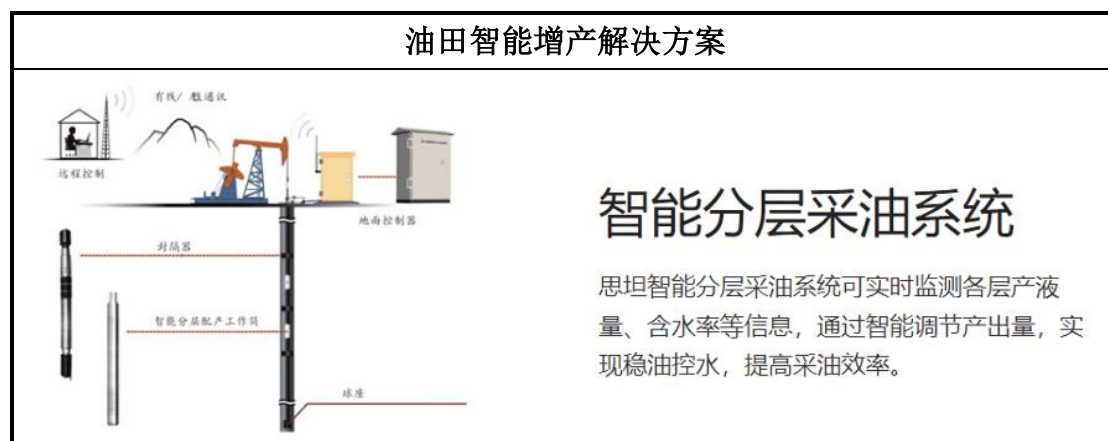 油田智能增产解决方案
有线/
通讯
远程控制
地面控制器
封隔器
智能分层配产工作筒
球座
智能分层采油系统
思坦智能分层采油系统可实时监测各层产液
量、含水率等信息，通过智能调节产出量，实
现稳油控水，提高采油效率。